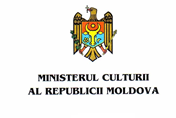 MINISTERUL CULTURII
AL REPUBLICII MOLDOVA